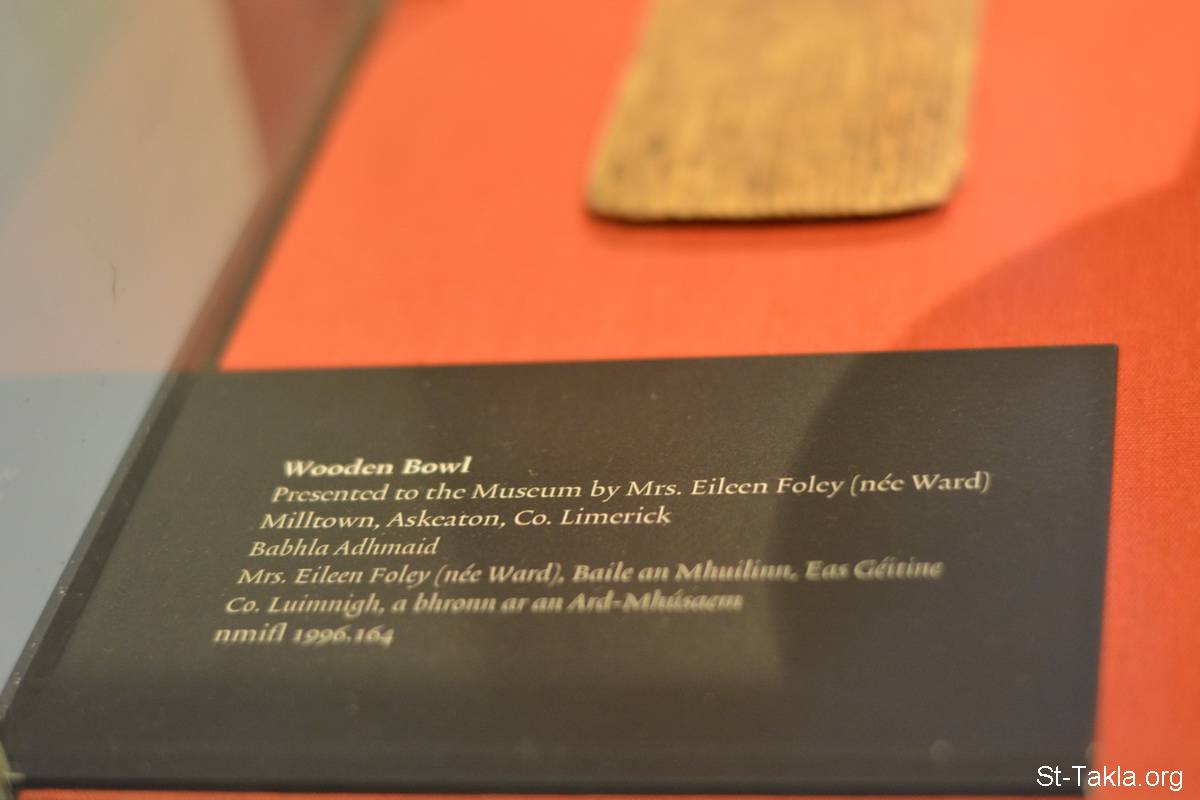 Wooden Bowl
Presented to the Museum by Mrs. Eileen Foley (née Ward)
Milltown, Askeaton, Co. Limerick
Babhla Adhmaid
Mrs. Eileen Foley (née Ward), Baile an Mhuilinn, Eas Géitine
Co. Luimnigh, a bhronn ar an Ard-Mhúsaem
nmifl 1996.164
St-Takla.org